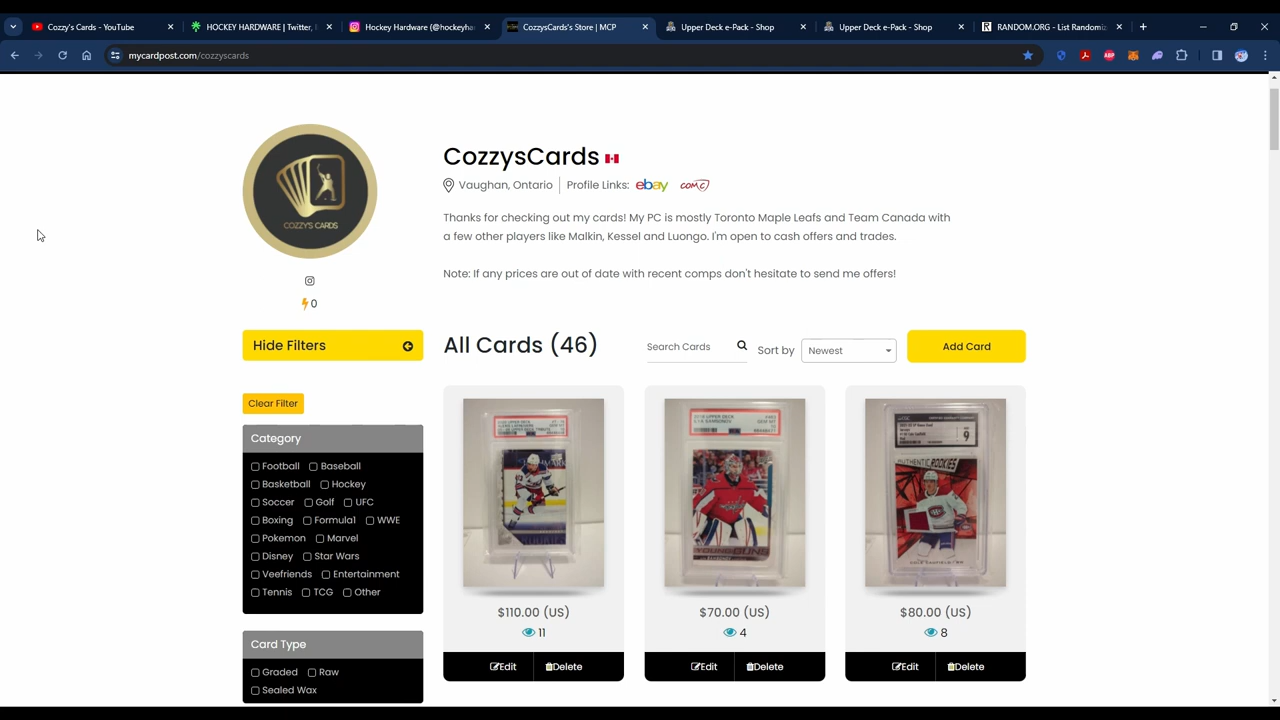 Cozzy's Cards - YouTube
HOCKEY HARDWARE | Twitter,
Hockey Hardware (@hockeyha
CozzysCards's Store | MCP
Upper Deck e-Pack - Shop
Upper Deck e-Pack - Shop
RANDOM.ORG - List Randomiz
mycardpost.com/cozzyscards
COZZY'S CARDS
CozzysCards
Vaughan, Ontario
Profile Links:
ebay
COMC
Thanks for checking out my cards! My PC is mostly Toronto Maple Leafs and Team Canada with
a few other players like Malkin, Kessel and Luongo. I'm open to cash offers and trades.
Note: If any prices are out of date with recent comps don't hesitate to send me offers!
0
Hide Filters
All Cards (46)
Search Cards
Sort by
Newest
Add Card
Clear Filter
Category
Football Baseball
Basketball Hockey
Soccer Golf UFC
Boxing Formula1 WWE
Pokemon Marvel
Disney Star Wars
Veefriends Entertainment
Tennis TCG Other
Card Type
Graded Raw
Sealed Wax
AUTHENTIC ROOKIES
YOUNG GUNS
9
$110.00 (US)
11
Edit Delete
$70.00 (US)
4
Edit Delete
$80.00 (US)
8
Edit Delete